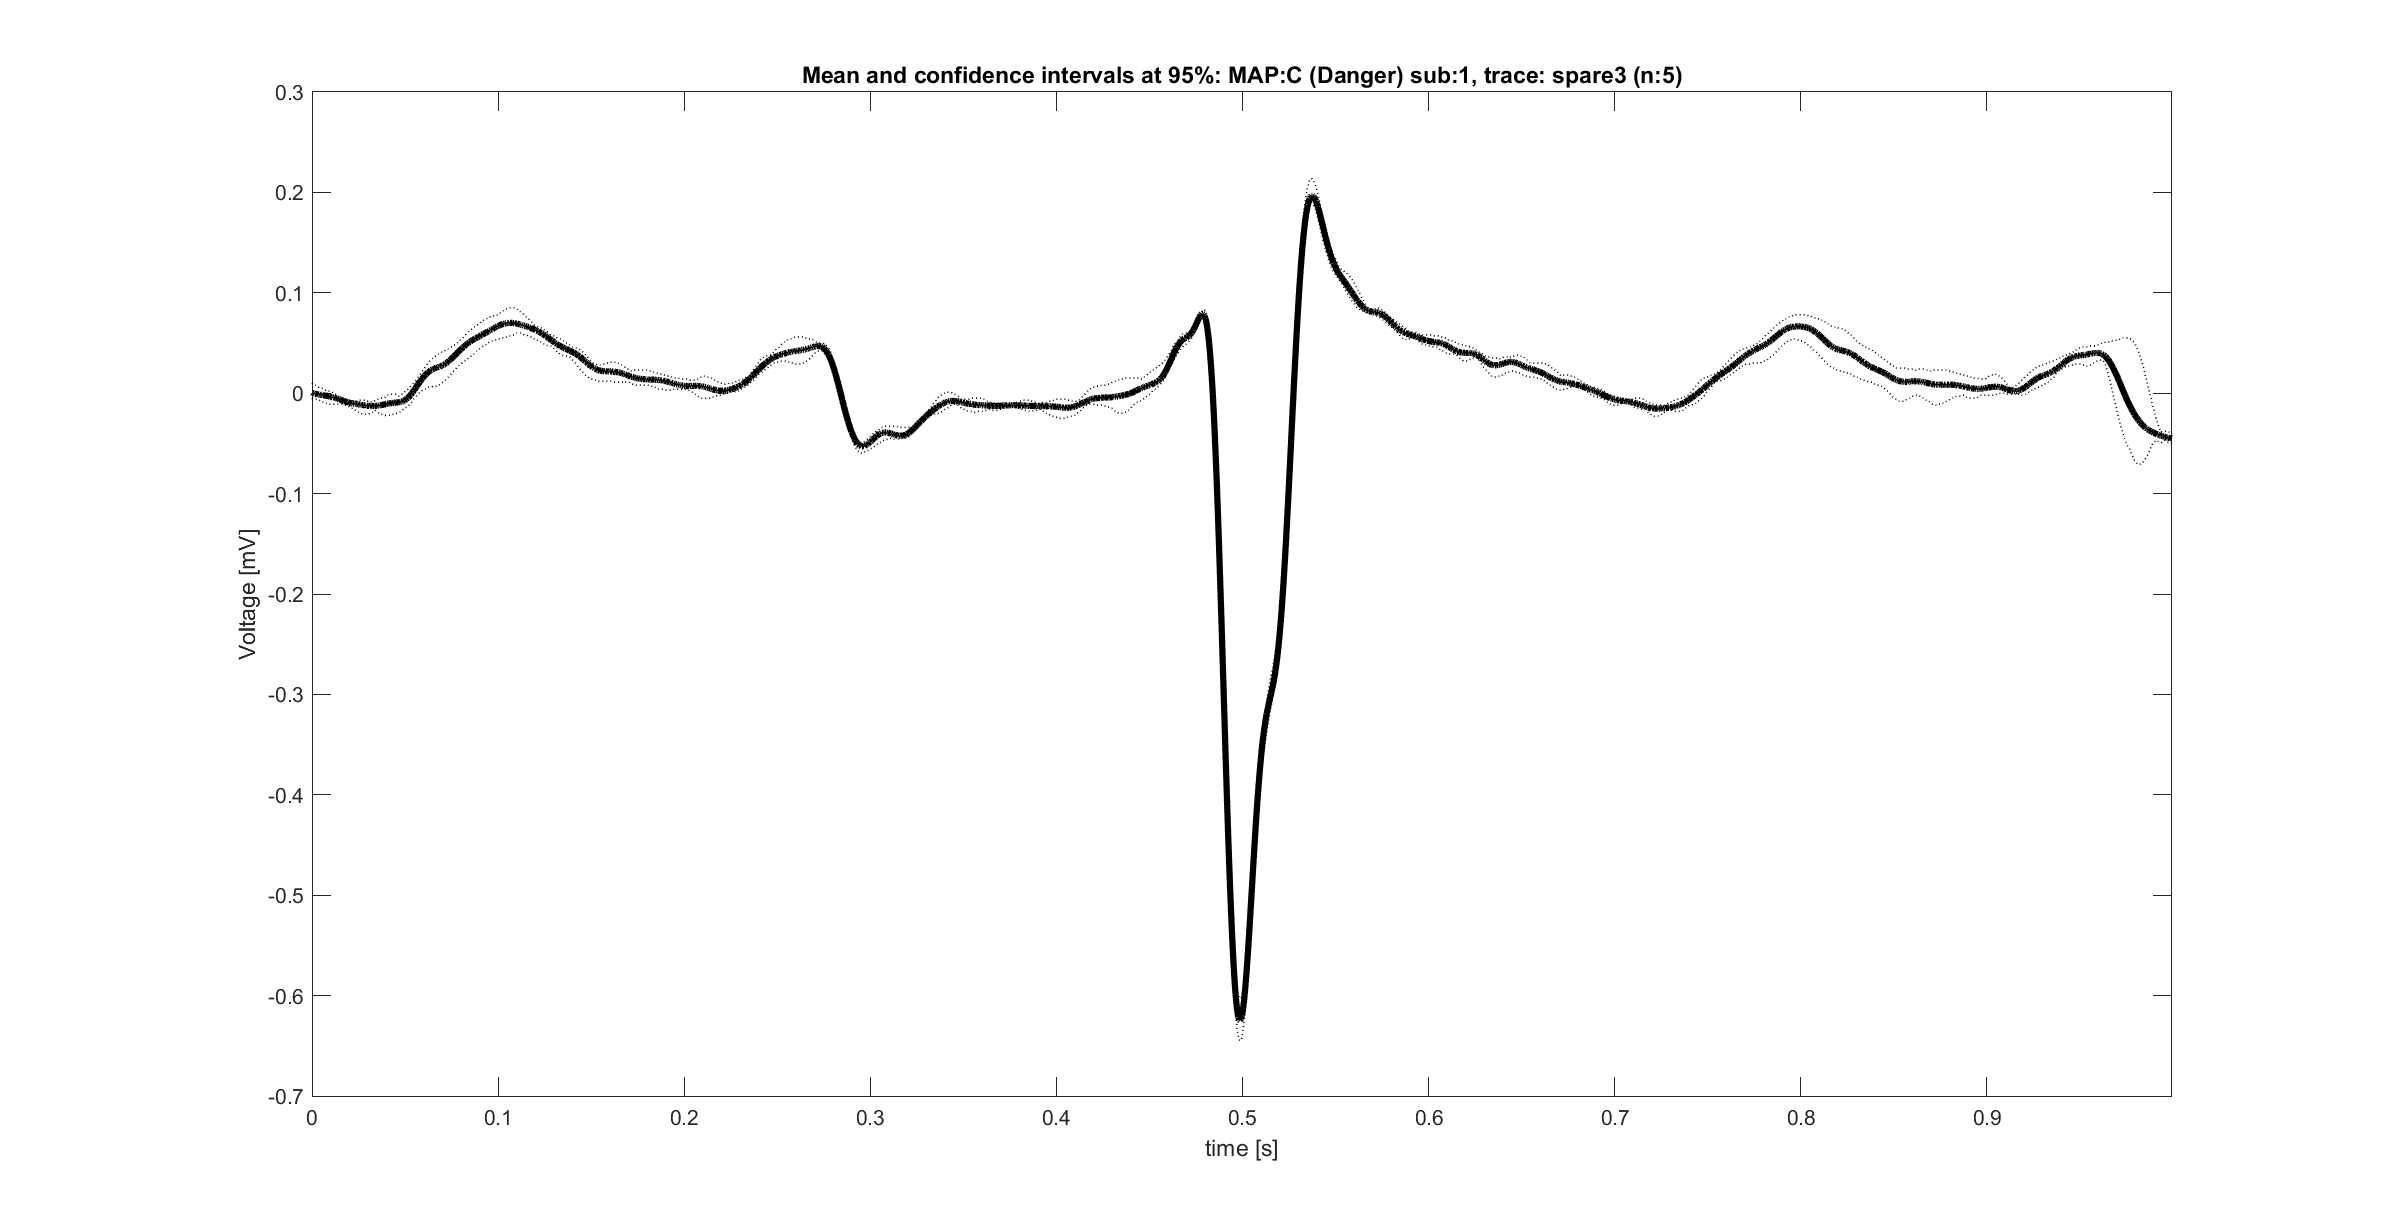 Mean and confidence intervals at 95%: MAP:C (Danger) sub:1, trace: spare3 (n:5)
0.3
0.2
0.1
0
-0.1
-0.2
-0.3
-0.4
-0.5
-0.6
-0.7
Voltage [mV]
0 0.1 0.2 0.3 0.4 0.5 0.6 0.7 0.8 0.9
time [s]